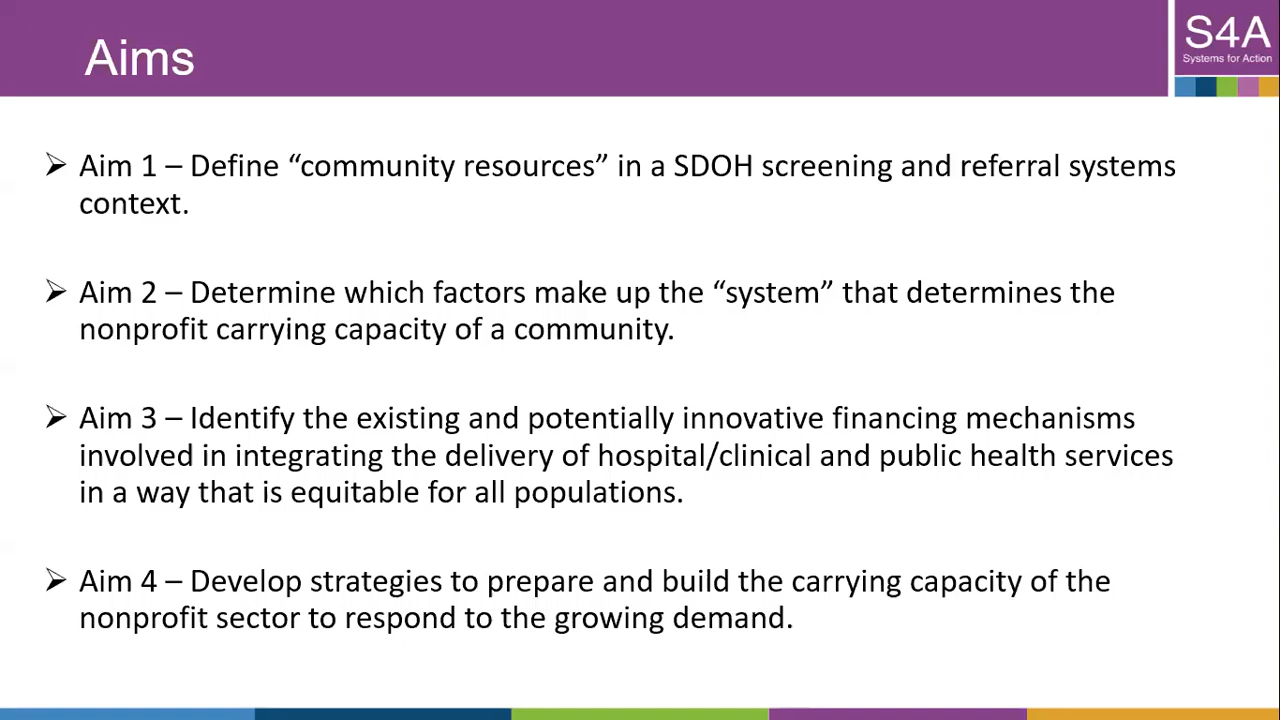 Aims
S4A
Systems for Action
➢ Aim 1 – Define “community resources” in a SDOH screening and referral systems
context.
➢ Aim 2 – Determine which factors make up the “system” that determines the
nonprofit carrying capacity of a community.
➢ Aim 3 – Identify the existing and potentially innovative financing mechanisms
involved in integrating the delivery of hospital/clinical and public health services
in a way that is equitable for all populations.
➢ Aim 4 – Develop strategies to prepare and build the carrying capacity of the
nonprofit sector to respond to the growing demand.